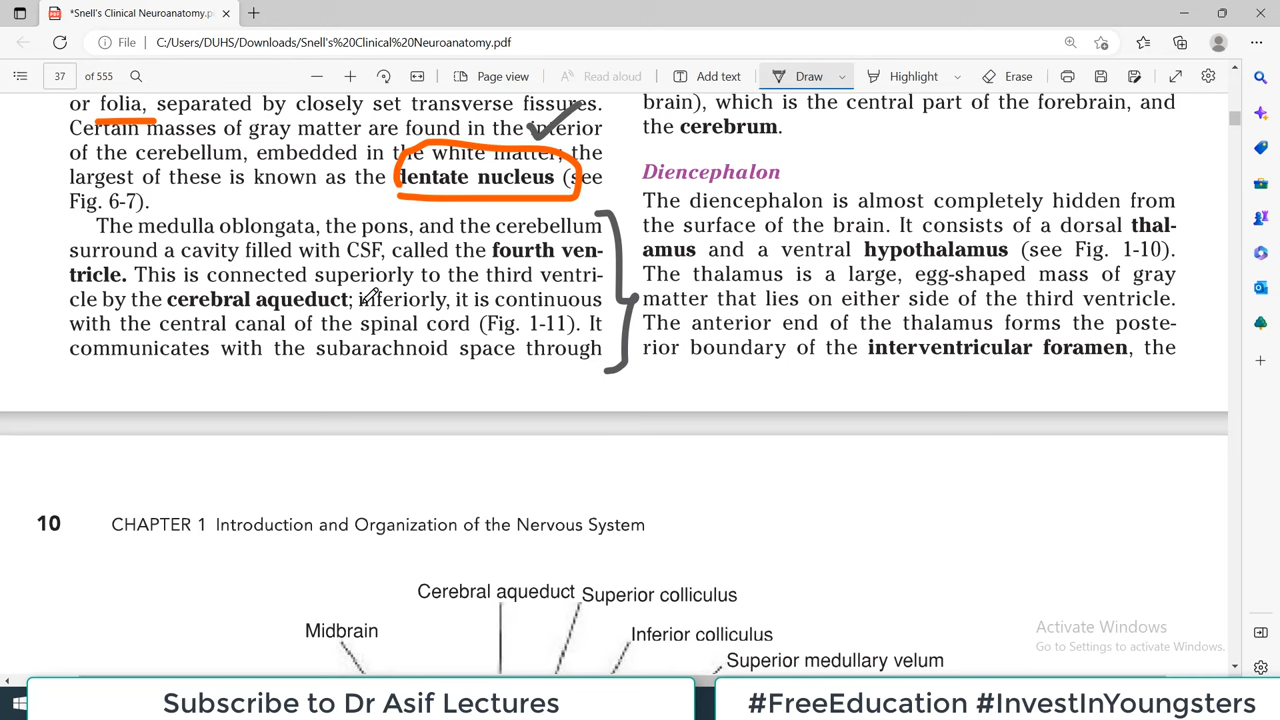 *Snell's Clinical Neuroanatomy.p
File
C:/Users/DUHS/Downloads/Snell's%20Clinical%20Neuroanatomy.pdf
37 of 555
Page view
Read aloud
Add text
Draw
Highlight
Erase
or folia, separated by closely set transverse fissures.
Certain masses of gray matter are found in the interior
of the cerebellum, embedded in the white matter; the
largest of these is known as the dentate nucleus (see
Fig. 6-7).
The medulla oblongata, the pons, and the cerebellum
surround a cavity filled with CSF, called the fourth ven-
tricle. This is connected superiorly to the third ventri-
cle by the cerebral aqueduct; inferiorly, it is continuous
with the central canal of the spinal cord (Fig. 1-11). It
communicates with the subarachnoid space through
brain), which is the central part of the forebrain, and
the cerebrum.
Diencephalon
The diencephalon is almost completely hidden from
the surface of the brain. It consists of a dorsal thal-
amus and a ventral hypothalamus (see Fig. 1-10).
The thalamus is a large, egg-shaped mass of gray
matter that lies on either side of the third ventricle.
The anterior end of the thalamus forms the poste-
rior boundary of the interventricular foramen, the
10 CHAPTER 1 Introduction and Organization of the Nervous System
Cerebral aqueduct
Superior colliculus
Midbrain
Inferior colliculus
Superior medullary velum
Activate Windows
Go to Settings to activate Windows.
Subscribe to Dr Asif Lectures
#FreeEducation #InvestInYoungsters